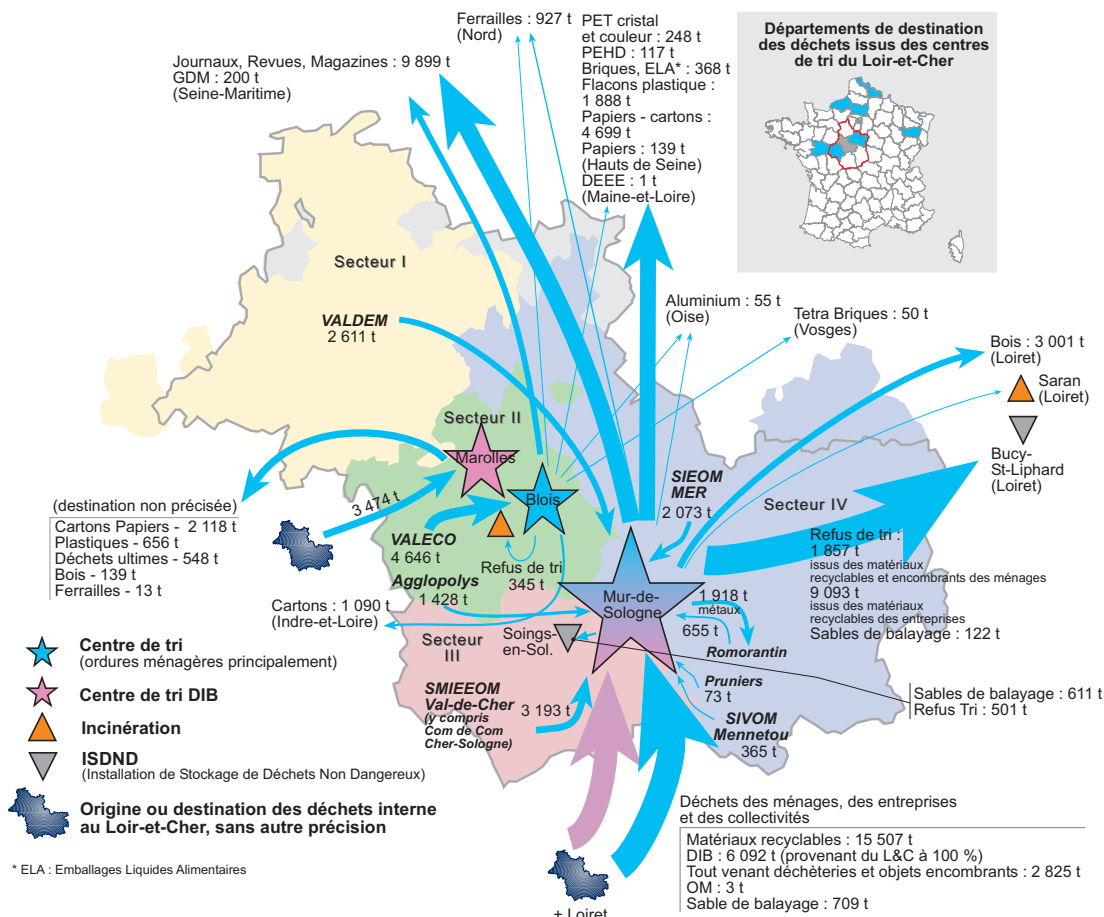 Ferrailles : 927 t
(Nord)
PET cristal
et couleur : 248 t
PEHD : 117 t
Briques, ELA* : 368 t
Flacons plastique :
1 888 t
Papiers - cartons :
4 699 t
Papiers : 139 t
(Hauts de Seine)
DEEE : 1 t
(Maine-et-Loire)
Départements de destination
des déchets issus des centres
de tri du Loir-et-Cher
Journaux, Revues, Magazines : 9 899 t
GDM : 200 t
(Seine-Maritime)
Secteur I
VALDEM
2 611 t
Aluminium : 55 t
(Oise)
Tetra Briques : 50 t
(Vosges)
Bois : 3 001 t
(Loiret)
Saran
(Loiret)
Bucy-
St-Liphard
(Loiret)
Secteur II
Marolles
Blois
SIEOM
MER
2 073 t
Secteur IV
(destination non précisée)
Cartons Papiers - 2 118 t
Plastiques - 656 t
Déchets ultimes - 548 t
Bois - 139 t
Ferrailles - 13 t
3 474 t
VALECO
4 646 t
Agglopolys
1 428 t
Refus de tri
345 t
Refus de tri :
1 857 t
issus des matériaux
recyclables et encombrants des ménages
9 093 t
issus des matériaux
recyclables des entreprises
Sables de balayage : 122 t
Cartons : 1 090 t
(Indre-et-Loire)
Mur-de-
Sologne
1 918 t
métaux
655 t
Romorantin
Secteur
III
Soings-
en-Sol.
Pruniers
73 t
SMIEEOM
Val-de-Cher
(y compris
Com de Com
Cher-Sologne)
3 193 t
SIVOM
Mennetou
365 t
Sables de balayage : 611 t
Refus Tri : 501 t
Centre de tri
(ordures ménagères principalement)
Centre de tri DIB
Incinération
ISDND
(Installation de Stockage de Déchets Non Dangereux)
Origine ou destination des déchets interne
au Loir-et-Cher, sans autre précision
* ELA : Emballages Liquides Alimentaires
Déchets des ménages, des entreprises
et des collectivités
Matériaux recyclables : 15 507 t
DIB : 6 092 t (provenant du L&C à 100 %)
Tout venant déchèterie et objets encombrants : 2 825 t
OM : 3 t
Sable de balayage : 709 t
+ Loiret